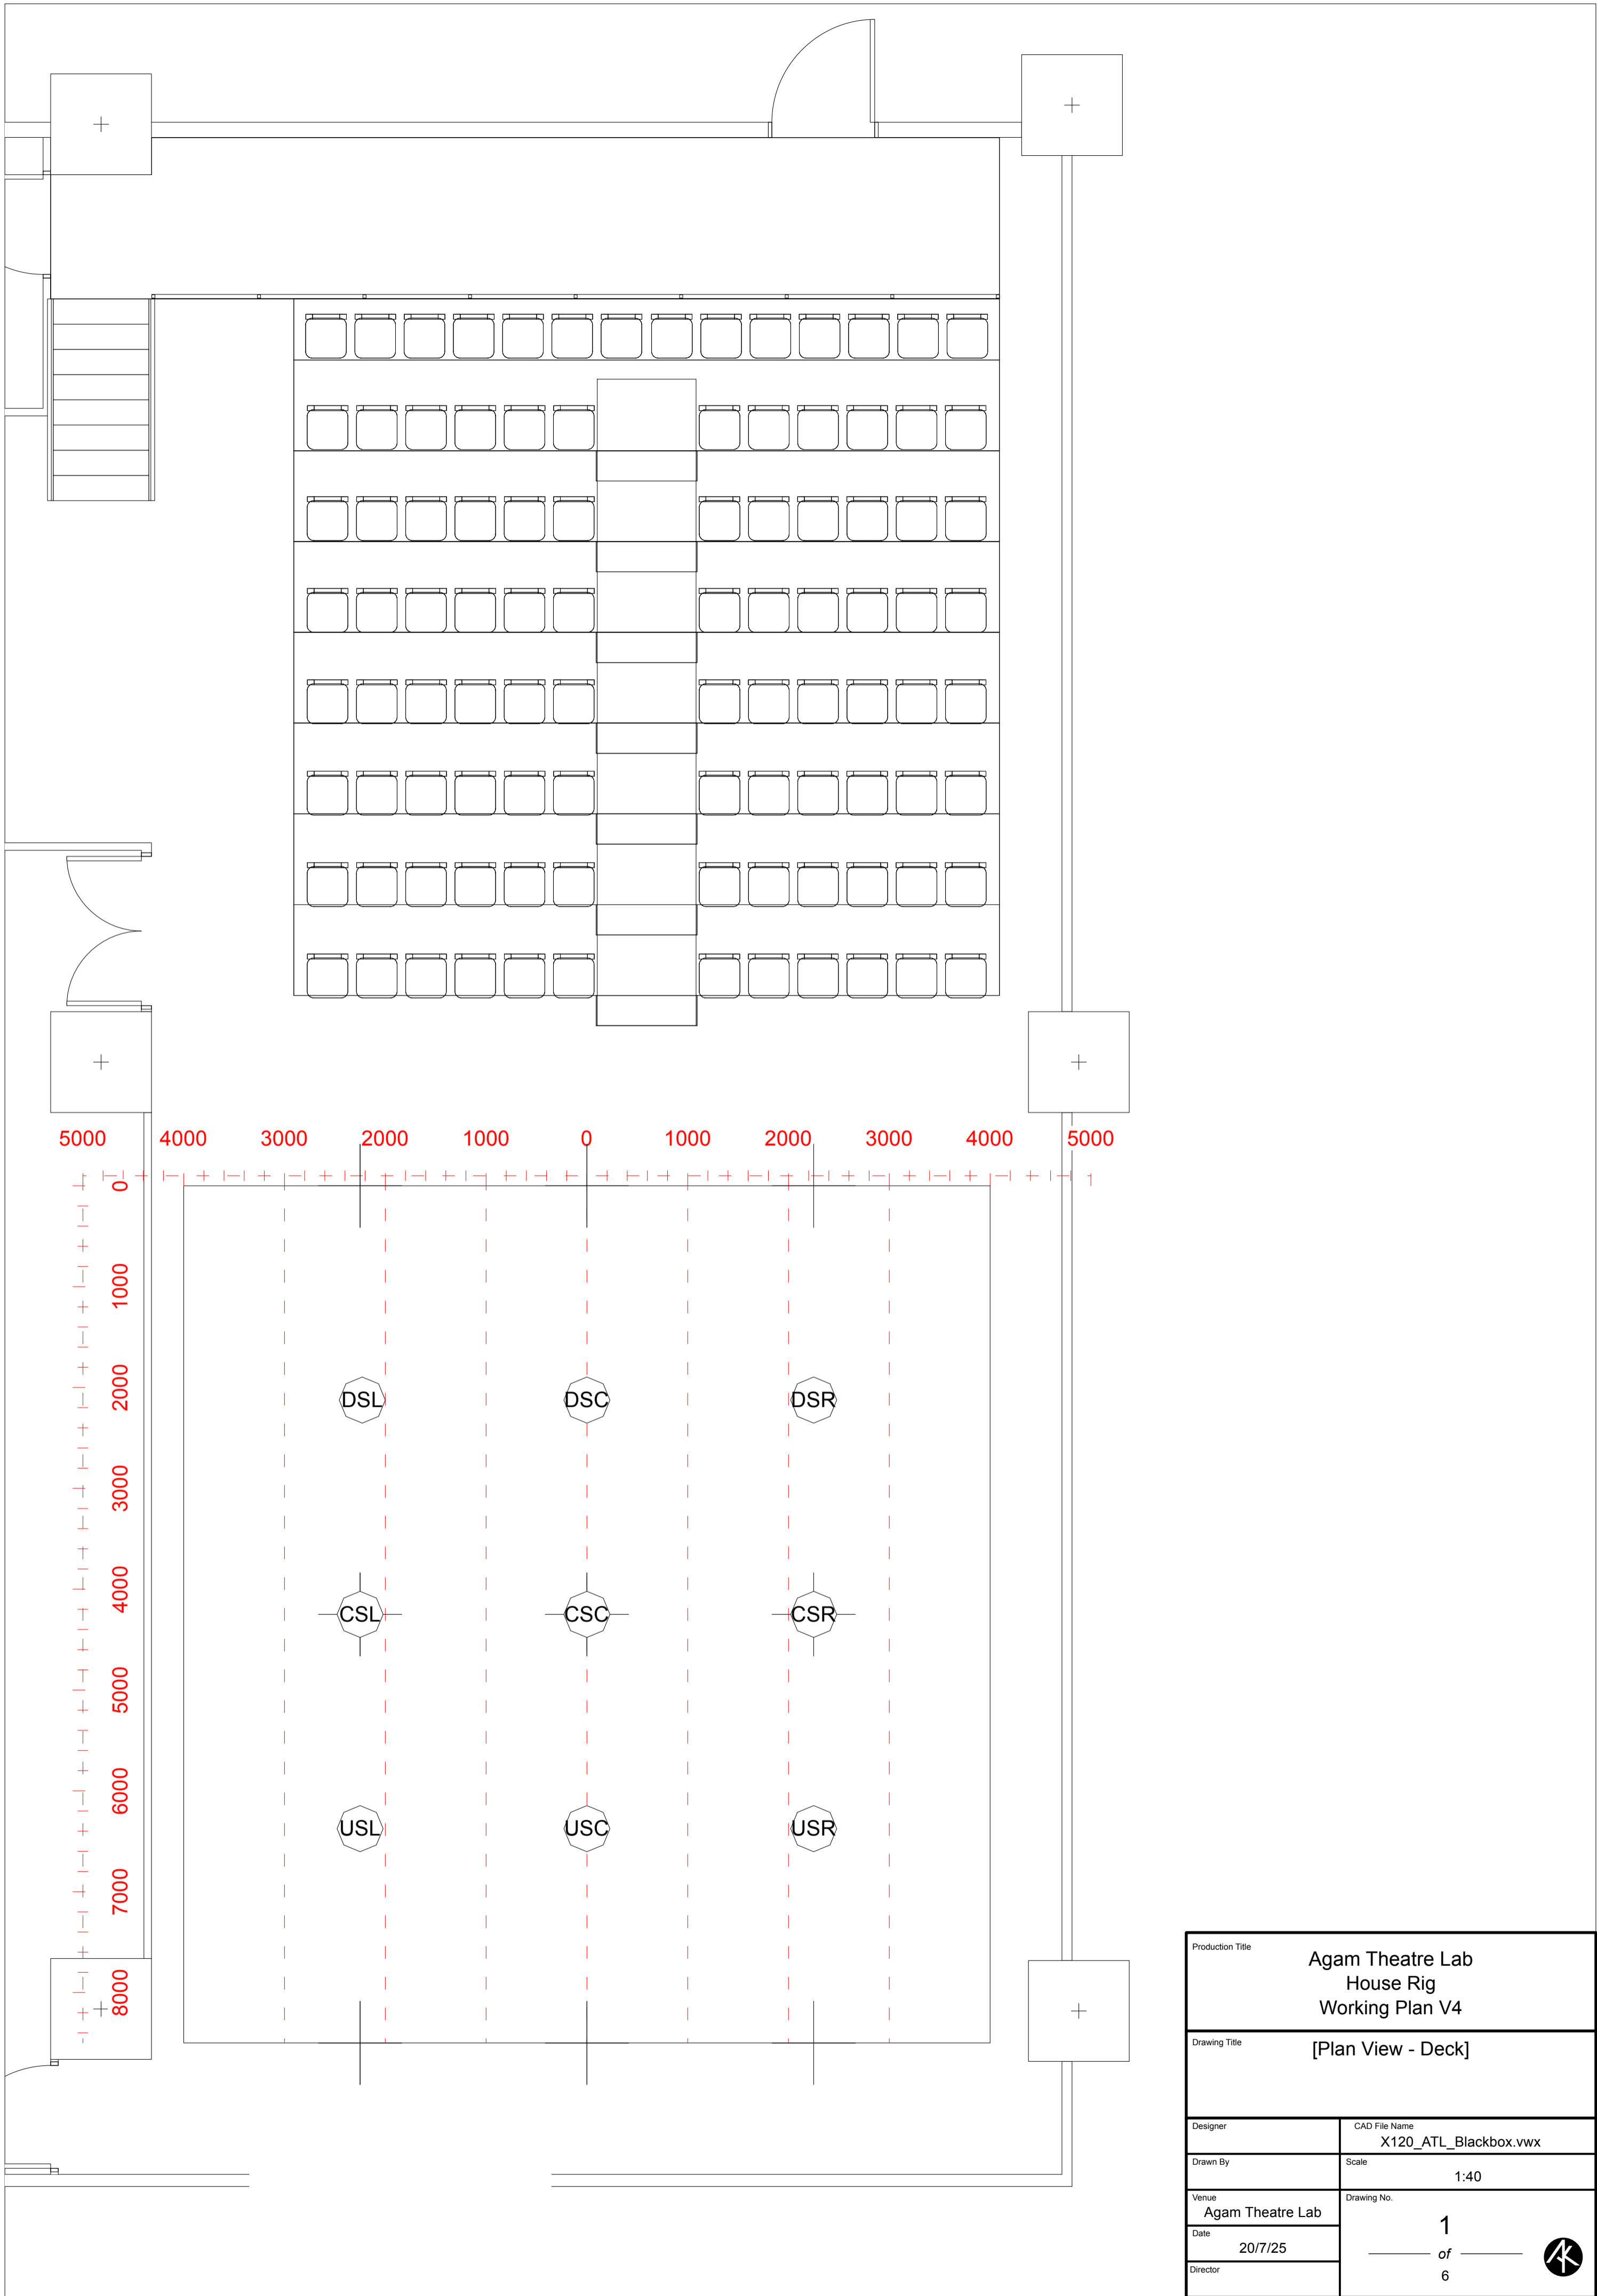 5000 4000 3000 2000 1000 0 1000 2000 3000 4000 5000
0
1000
2000
3000
4000
5000
6000
7000
8000
DSL DSC DSR
CSL CSC CSR
USL USC USR
Production Title
Agam Theatre Lab
House Rig
Working Plan V4
Drawing Title
[Plan View - Deck]
Designer
CAD File Name
X120_ATL_Blackbox.vwx
Drawn By
Scale
1:40
Venue
Agam Theatre Lab
Drawing No.
1
of
6
Date
20/7/25
Director
AK